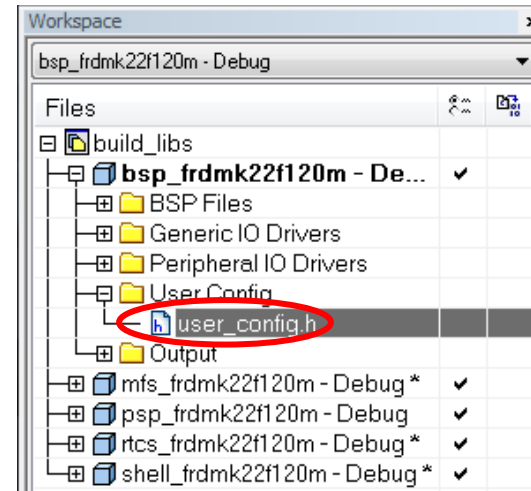 Workspace
bsp_frdmk22f120m - Debug
Files
build_libs
bsp_frdmk22f120m - De...
BSP Files
Generic IO Drivers
Peripheral IO Drivers
User Config
user_config.h
Output
mfs_frdmk22f120m - Debug *
psp_frdmk22f120m - Debug
rtcs_frdmk22f120m - Debug *
shell_frdmk22f120m - Debug *